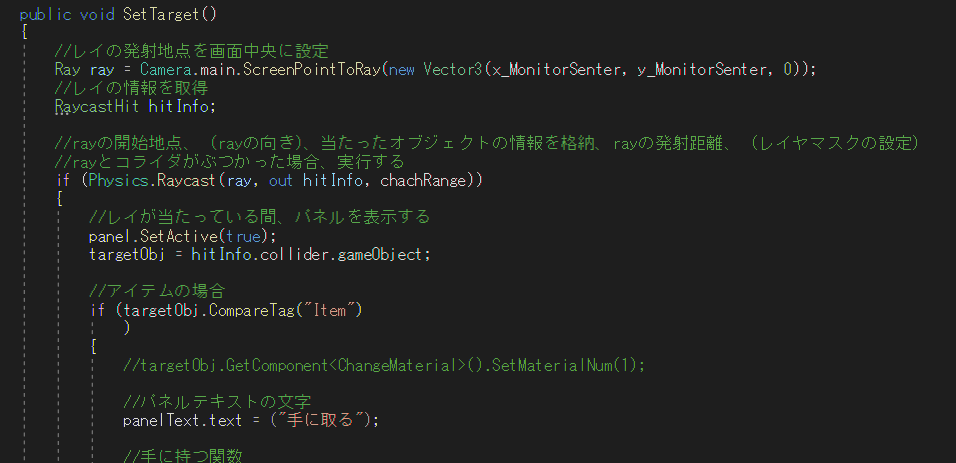 public void SetTarget()
{
//レイの発射地点を画面中央に設定
Ray ray = Camera.main.ScreenPointToRay(new Vector3(x_MonitorSenter, y_MonitorSenter, 0));
//レイの情報を取得
RaycastHit hitInfo;
//rayの開始地点、（rayの向き）、当たったオブジェクトの情報を格納、rayの発射距離、（レイヤマスクの設定）
//rayとコライダがぶつかった場合、実行する
if (Physics.Raycast(ray, out hitInfo, chachRange))
{
//レイが当たっている間、パネルを表示する
panel.SetActive(true);
targetObj = hitInfo.collider.gameObject;
//アイテムの場合
if (targetObj.CompareTag("Item")
)
{
//targetObj.GetComponent<ChangeMaterial>().SetMaterialNum(1);
//パネルテキストの文字
panelText.text = ("手に取る");
//手に持つ関数